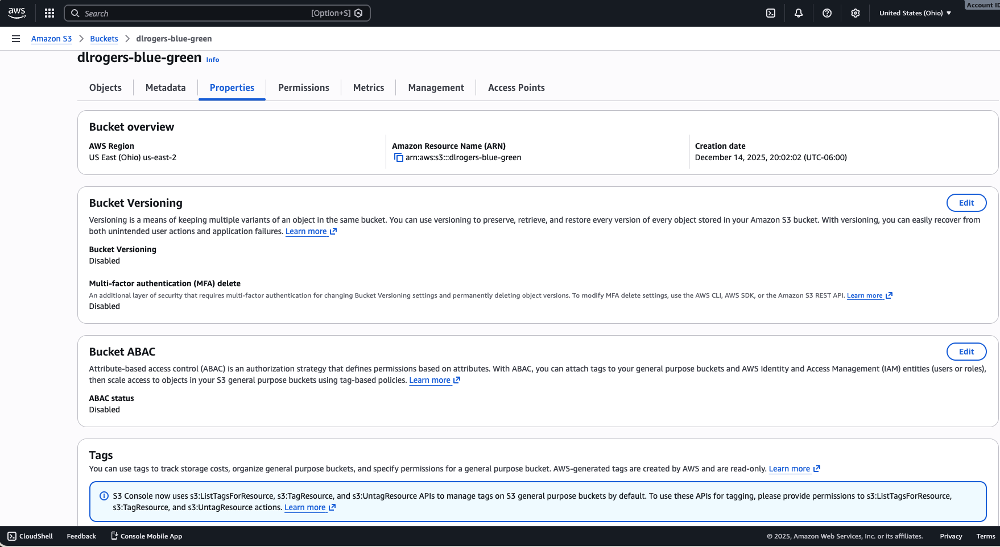 aws
Search [Option+S]
United States (Ohio)
Account ID
Amazon S3
Buckets
dlrogers-blue-green
dlrogers-blue-green Info
Objects
Metadata
Properties
Permissions
Metrics
Management
Access Points
Bucket overview
AWS Region
US East (Ohio) us-east-2
Amazon Resource Name (ARN)
arn:aws:s3:::dlrogers-blue-green
Creation date
December 14, 2025, 20:02:02 (UTC-06:00)
Bucket Versioning
Edit
Versioning is a means of keeping multiple variants of an object in the same bucket. You can use versioning to preserve, retrieve, and restore every version of every object stored in your Amazon S3 bucket. With versioning, you can easily recover from
both unintended user actions and application failures. Learn more
Bucket Versioning
Disabled
Multi-factor authentication (MFA) delete
An additional layer of security that requires multi-factor authentication for changing Bucket Versioning settings and permanently deleting object versions. To modify MFA delete settings, use the AWS CLI, AWS SDK, or the Amazon S3 REST API. Learn more
Disabled
Bucket ABAC
Edit
Attribute-based access control (ABAC) is an authorization strategy that defines permissions based on attributes. With ABAC, you can attach tags to your general purpose buckets and AWS Identity and Access Management (IAM) entities (users or roles),
then scale access to objects in your S3 general purpose buckets using tag-based policies. Learn more
ABAC status
Disabled
Tags
You can use tags to track storage costs, organize general purpose buckets, and specify permissions for a general purpose bucket. AWS-generated tags are created by AWS and are read-only. Learn more
S3 Console now uses s3:ListTagsForResource, s3:TagResource, and s3:UntagResource APIs to manage tags on S3 general purpose buckets by default. To use these APIs for tagging, please provide permissions to s3:ListTagsForResource,
s3:TagResource, and s3:UntagResource actions. Learn more
CloudShell
Feedback
Console Mobile App
© 2025, Amazon Web Services, Inc. or its affiliates.
Privacy
Terms